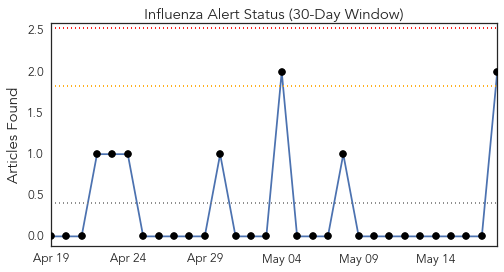 Influenza Alert Status (30-Day Window)
Articles Found
2.5
2.0
1.5
1.0
0.5
0.0
Apr 19 Apr 24 Apr 29 May 04 May 09 May 14